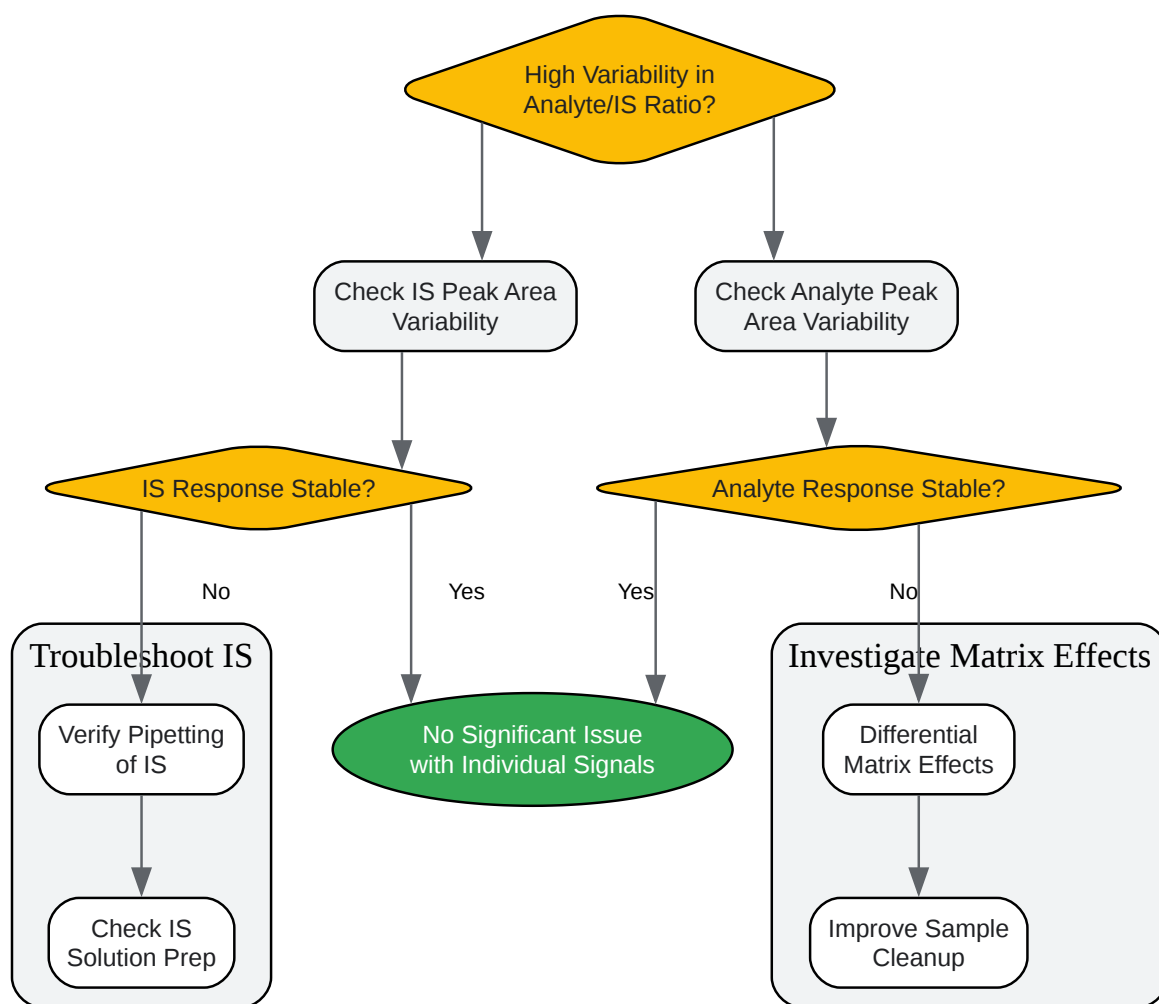 High Variability in
Analyte/IS Ratio?
Check IS Peak Area
Variability
Check Analyte Peak
Area Variability
IS Response Stable?
Analyte Response Stable?
No
Yes
Yes
No
Troubleshoot IS
Investigate Matrix Effects
Verify Pipetting
of IS
No Significant Issue
with Individual Signals
Differential
Matrix Effects
Check IS
Solution Prep
Improve Sample
Cleanup